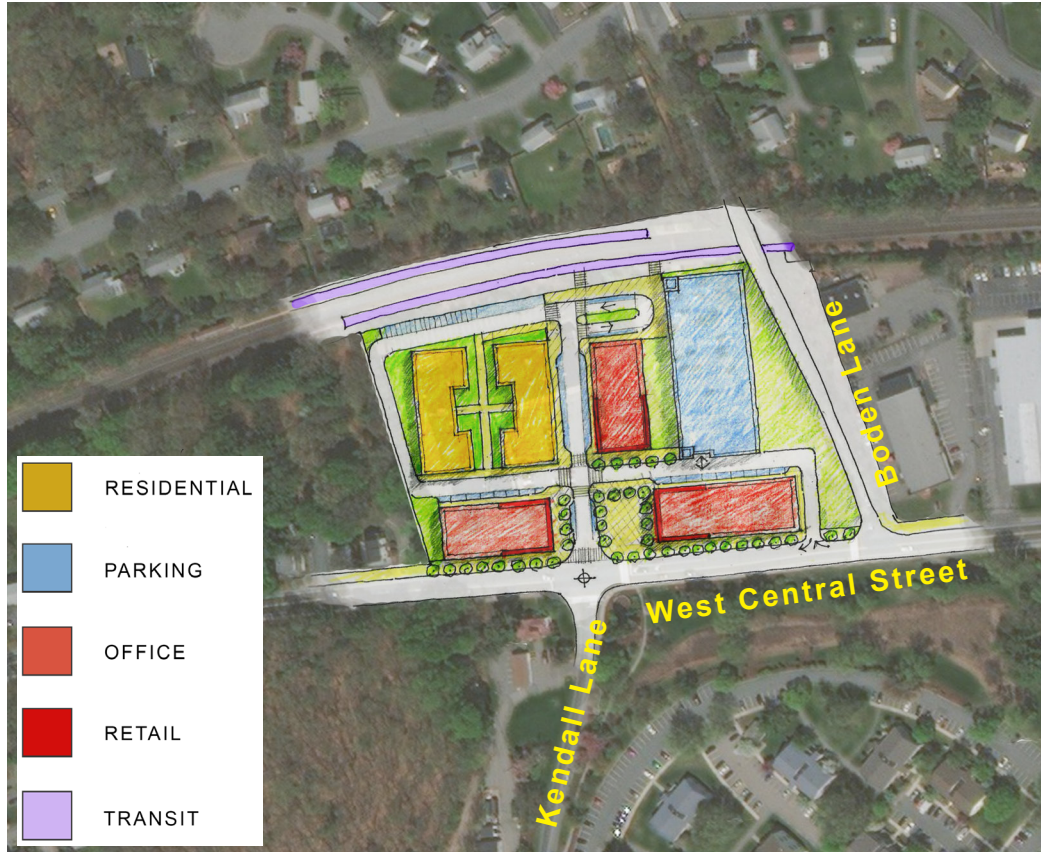 Boden Lane
RESIDENTIAL
PARKING
West Central Street
OFFICE
Kendall Lane
RETAIL
TRANSIT